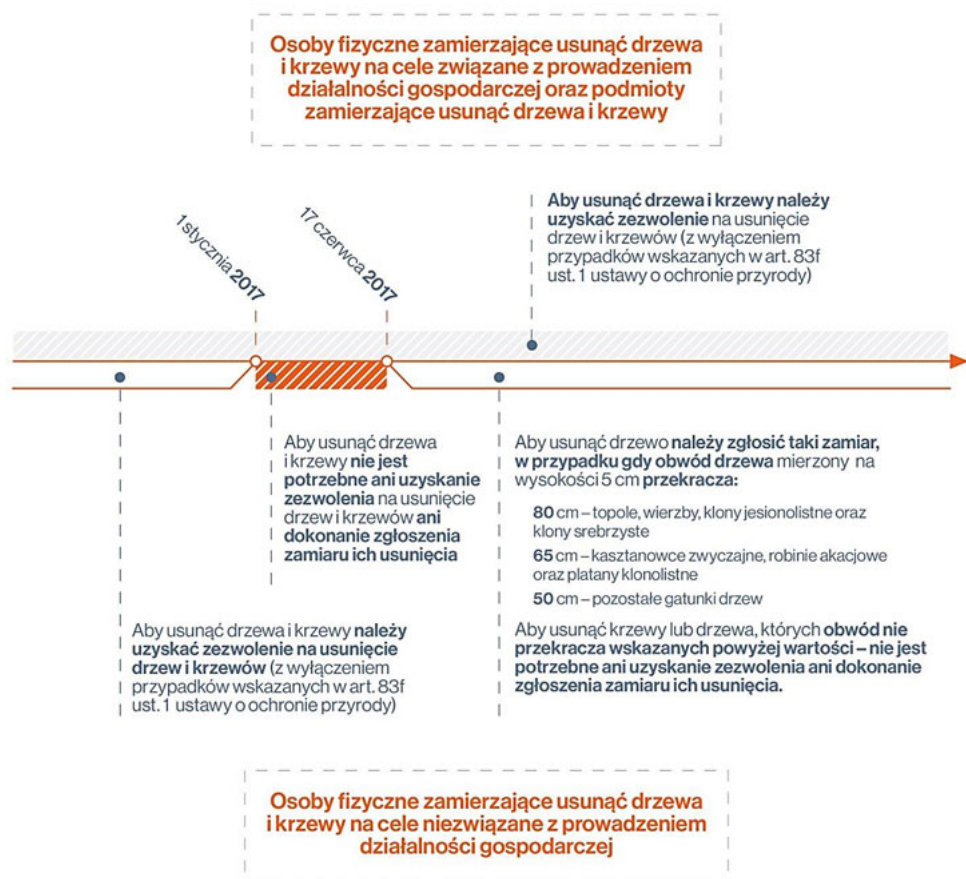 Osoby fizyczne zamierzające usunąć drzewa
i krzewy na cele związane z prowadzeniem
działalności gospodarczej oraz podmioty
zamierzające usunąć drzewa i krzewy
1 stycznia 2017
17 czerwca 2017
Aby usunąć drzewa i krzewy należy
uzyskać zezwolenie na usunięcie
drzew i krzewów (z wyłączeniem
przypadków wskazanych w art. 83f
ust. 1 ustawy o ochronie przyrody)
Aby usunąć drzewa
i krzewy nie jest
potrzebne ani uzyskanie
zezwolenia na usunięcie
drzew i krzewów ani
dokonanie zgłoszenia
zamiaru ich usunięcia
Aby usunąć drzewo należy zgłosić taki zamiar,
w przypadku gdy obwód drzewa mierzony na
wysokości 5 cm przekracza:
80 cm – topole, wierzby, klony jesionolistne oraz
klony srebrzyste
65 cm – kasztanowce zwyczajne, robinie akacjowe
oraz platany klonolistne
50 cm – pozostałe gatunki drzew
Aby usunąć krzewy lub drzewa, których obwód nie
przekracza wskazanych powyżej wartości – nie jest
potrzebne ani uzyskanie zezwolenia ani dokonanie
zgłoszenia zamiaru ich usunięcia.
Aby usunąć drzewa i krzewy należy
uzyskać zezwolenie na usunięcie
drzew i krzewów (z wyłączeniem
przypadków wskazanych w art. 83f
ust. 1 ustawy o ochronie przyrody)
Osoby fizyczne zamierzające usunąć drzewa
i krzewy na cele niezwiązane z prowadzeniem
działalności gospodarczej